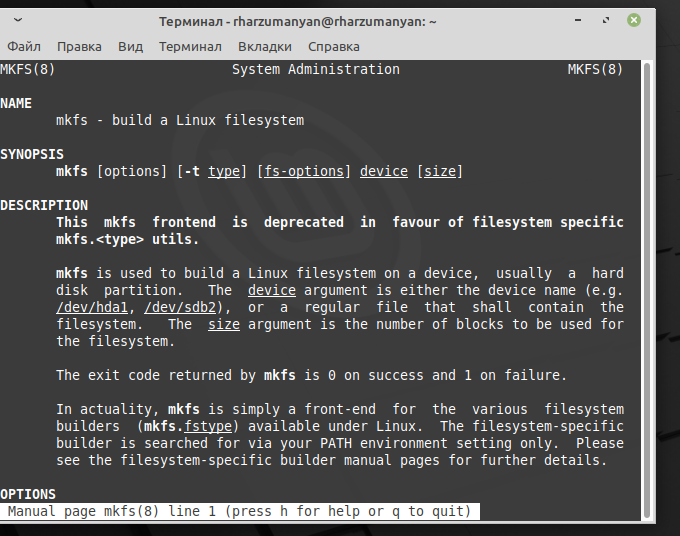 Терминал - rharzumanyan@rharzumanyan: ~
Файл Правка Вид Терминал Вкладки Справка
MKFS(8) System Administration MKFS(8)
NAME
mkfs - build a Linux filesystem
SYNOPSIS
mkfs [options] [-t type] [fs-options] device [size]
DESCRIPTION
This mkfs frontend is deprecated in favour of filesystem specific
mkfs.<type> utils.
mkfs is used to build a Linux filesystem on a device, usually a hard
disk partition. The device argument is either the device name (e.g.
/dev/hda1, /dev/sdb2), or a regular file that shall contain the
filesystem. The size argument is the number of blocks to be used for
the filesystem.
The exit code returned by mkfs is 0 on success and 1 on failure.
In actuality, mkfs is simply a front-end for the various filesystem
builders (mkfs.fstype) available under Linux. The filesystem-specific
builder is searched for via your PATH environment setting only. Please
see the filesystem-specific builder manual pages for further details.
OPTIONS
Manual page mkfs(8) line 1 (press h for help or q to quit)